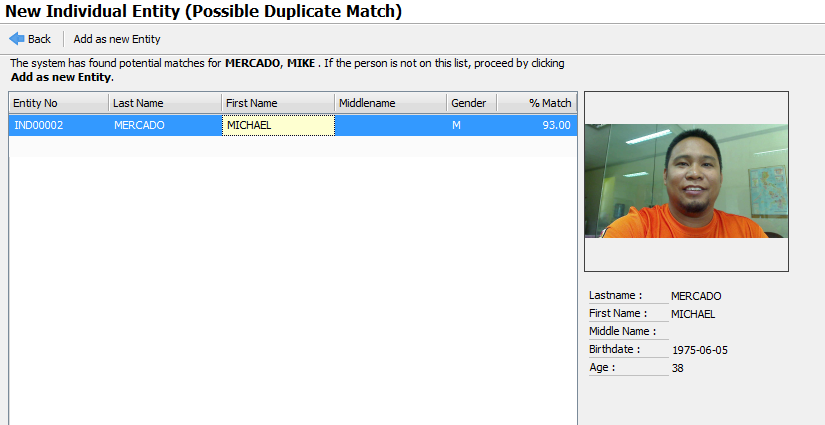 New Individual Entity (Possible Duplicate Match)
Back Add as new Entity
The system has found potential matches for MERCADO, MIKE . If the person is not on this list, proceed by clicking
Add as new Entity.
Entity No Last Name First Name Middlename Gender % Match
IND00002 MERCADO MICHAEL M 93.00
Lastname : MERCADO
First Name : MICHAEL
Middle Name :
Birthdate : 1975-06-05
Age : 38